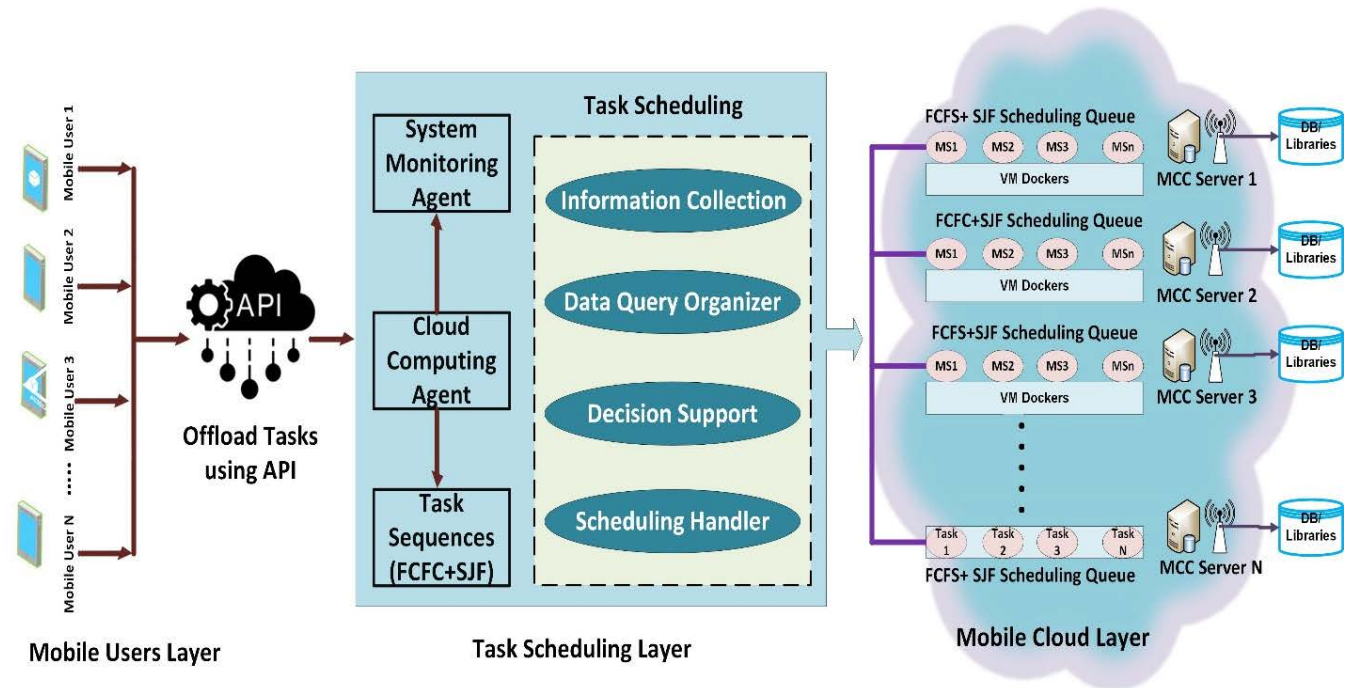 Mobile User 1
Mobile User 2
Mobile User 3
.....
Mobile User N
API
Offload Tasks
using API
Mobile Users Layer
System
Monitoring
Agent
Cloud
Computing
Agent
Task
Sequences
(FCFC+SJF)
Task Scheduling
Information Collection
Data Query Organizer
Decision Support
Scheduling Handler
Task Scheduling Layer
FCFS+ SJF Scheduling Queue
MS1 MS2 MS3 MSn
VM Dockers
MCC Server 1
DB/
Libraries
FCFC+SJF Scheduling Queue
MS1 MS2 MS3 MSn
VM Dockers
MCC Server 2
DB/
Libraries
FCFS+SJF Scheduling Queue
MS1 MS2 MS3 MSn
VM Dockers
MCC Server 3
DB/
Libraries
Task Task Task Task
1 2 3 N
FCFS+ SJF Scheduling Queue
MCC Server N
DB/
Libraries
Mobile Cloud Layer